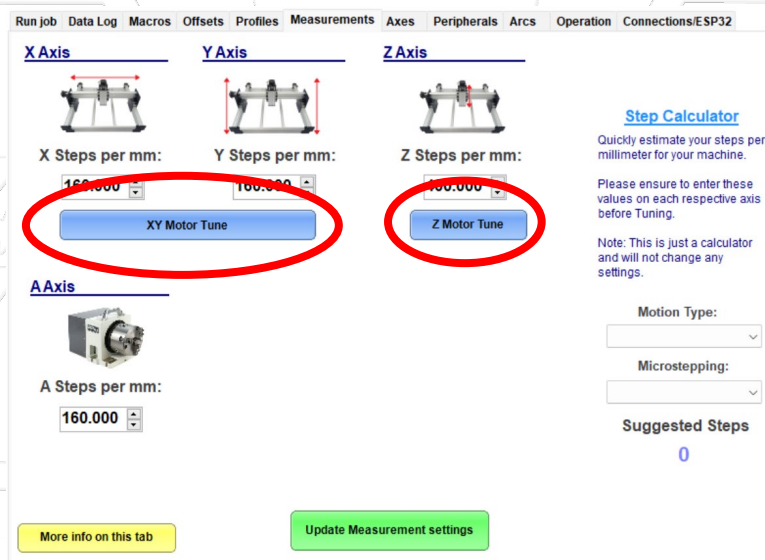 Run job Data Log Macros Offsets Profiles Measurements Axes Peripherals Arcs Operation Connections/ESP32
X Axis
Y Axis
Z Axis
X Steps per mm:
Y Steps per mm:
Z Steps per mm:
160.000
160.000
XY Motor Tune
Z Motor Tune
Step Calculator
Quickly estimate your steps per
millimeter for your machine.
Please ensure to enter these
values on each respective axis
before Tuning.
Note: This is just a calculator
and will not change any
settings.
A Axis
A Steps per mm:
160.000
Motion Type:
Microstepping:
Suggested Steps
0
More info on this tab
Update Measurement settings